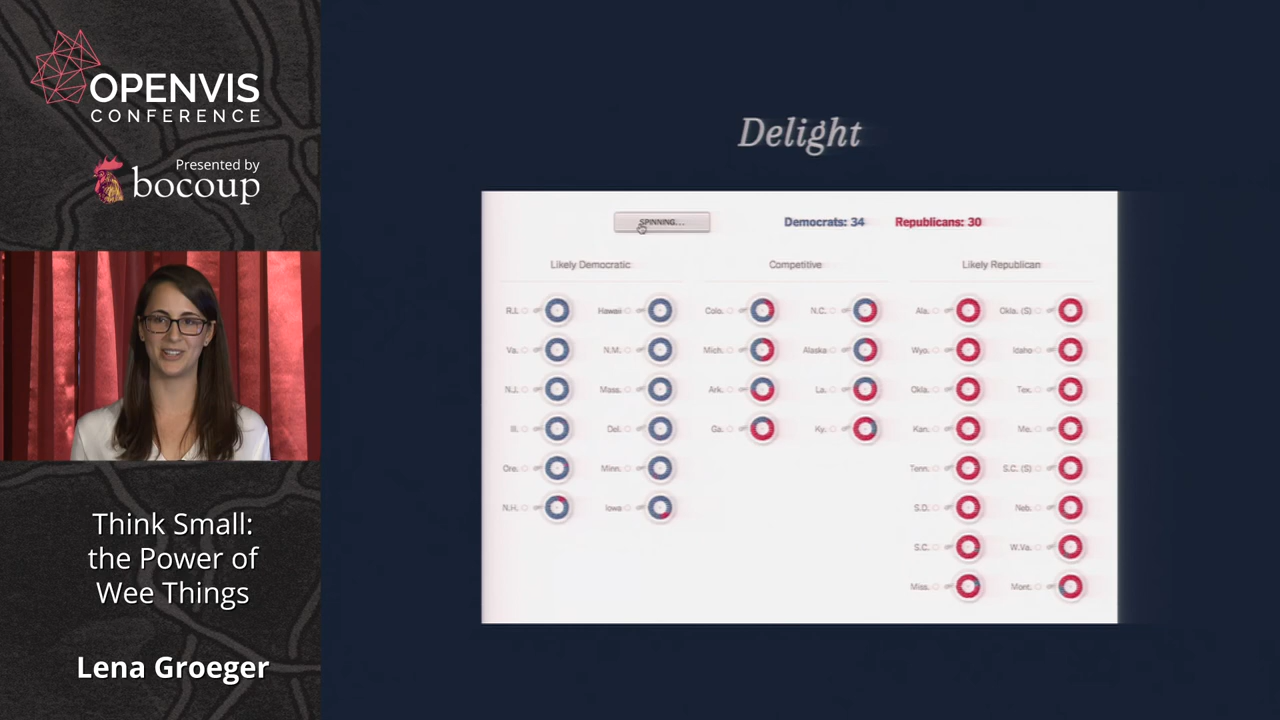 OPENVIS
CONFERENCE
Presented by
bocoup
Think Small:
the Power of
Wee Things
Lena Groeger
Delight
SPINNING...
Democrats: 34 Republicans: 30
Likely Democratic Competitive Likely Republican
R.I. Hawaii Colo. N.C. Ala. Okla. (S)
Va. N.M. Mich. Alaska Wyo. Idaho
N.J. Mass. Ark. La. Okla. Tex.
Ill. Del. Ga. Ky. Kan. Me.
Ore. Minn. Tenn. S.C. (S)
N.H. Iowa S.D. Neb.
S.C. W.Va.
Miss. Mont.